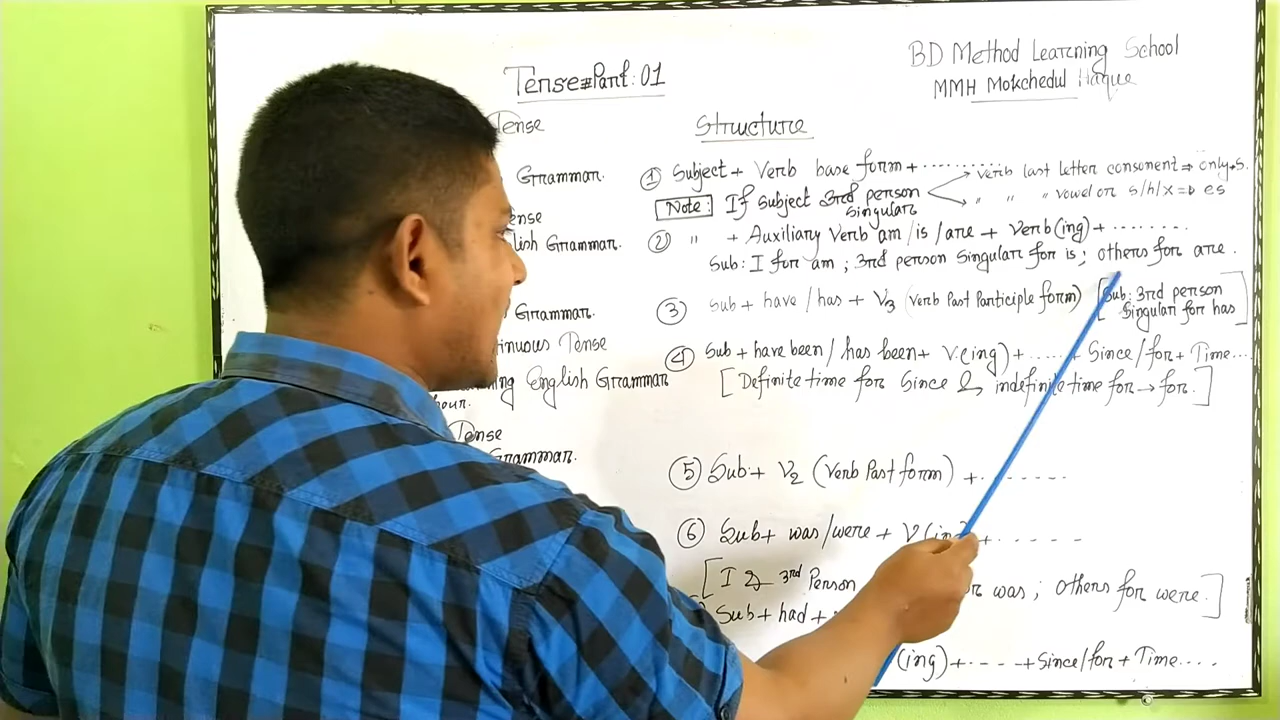 BD Method Learning School
MMH Mokchedul Haque
Tense Part: 01
Tense
Grammar.
ense
lish Grammar.
Grammar.
inuous Tense
ning English Grammar
hour.
Tense
Grammar.
Structure
① Subject + Verb base form + .......... → verb last letter consonent ⇒ only s.
Note: If subject 3rd person singular → " " " vowel or s/h/x ⇒ es
② " + Auxiliary Verb am/is/are + Verb(ing) + ........
Sub: I for am ; 3rd person singular for is; others for are.
③ Sub + have/has + V3 (verb Past Participle form) [Sub: 3rd person
singular for has]
④ Sub + have been/has been + V(ing) + ..... + Since/for + Time...
[Definite time for Since & indefinite time for → for.]
⑤ Sub + V2 (Verb Past form) + .......
⑥ Sub + was/were + V(ing) + .....
[I & 3rd Person was ; others for were.]
Sub + had +
(ing) + .... + Since/for + Time....